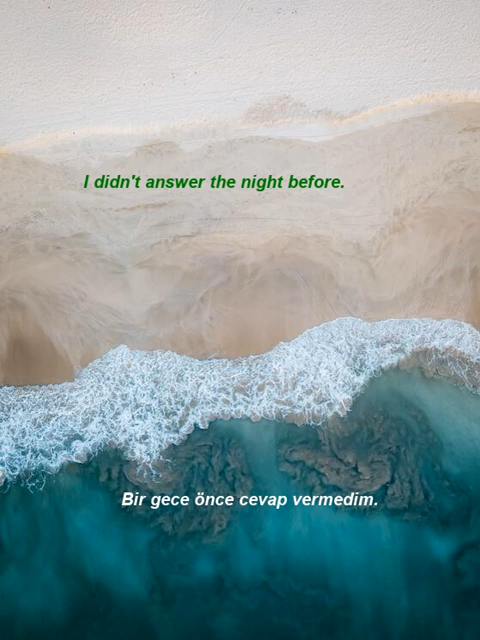 I didn't answer the night before.
Bir gece önce cevap vermedim.